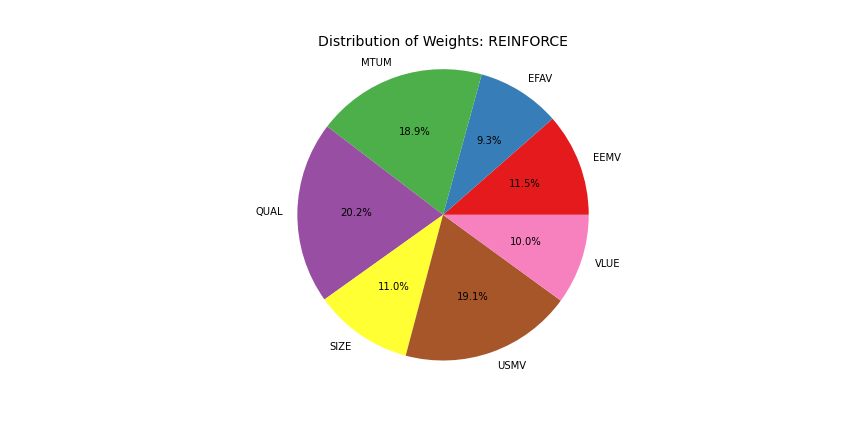 Distribution of Weights: REINFORCE
MTUM
EFAV
18.9%
9.3%
EEMV
11.5%
QUAL
20.2%
10.0%
VLUE
11.0%
19.1%
SIZE
USMV